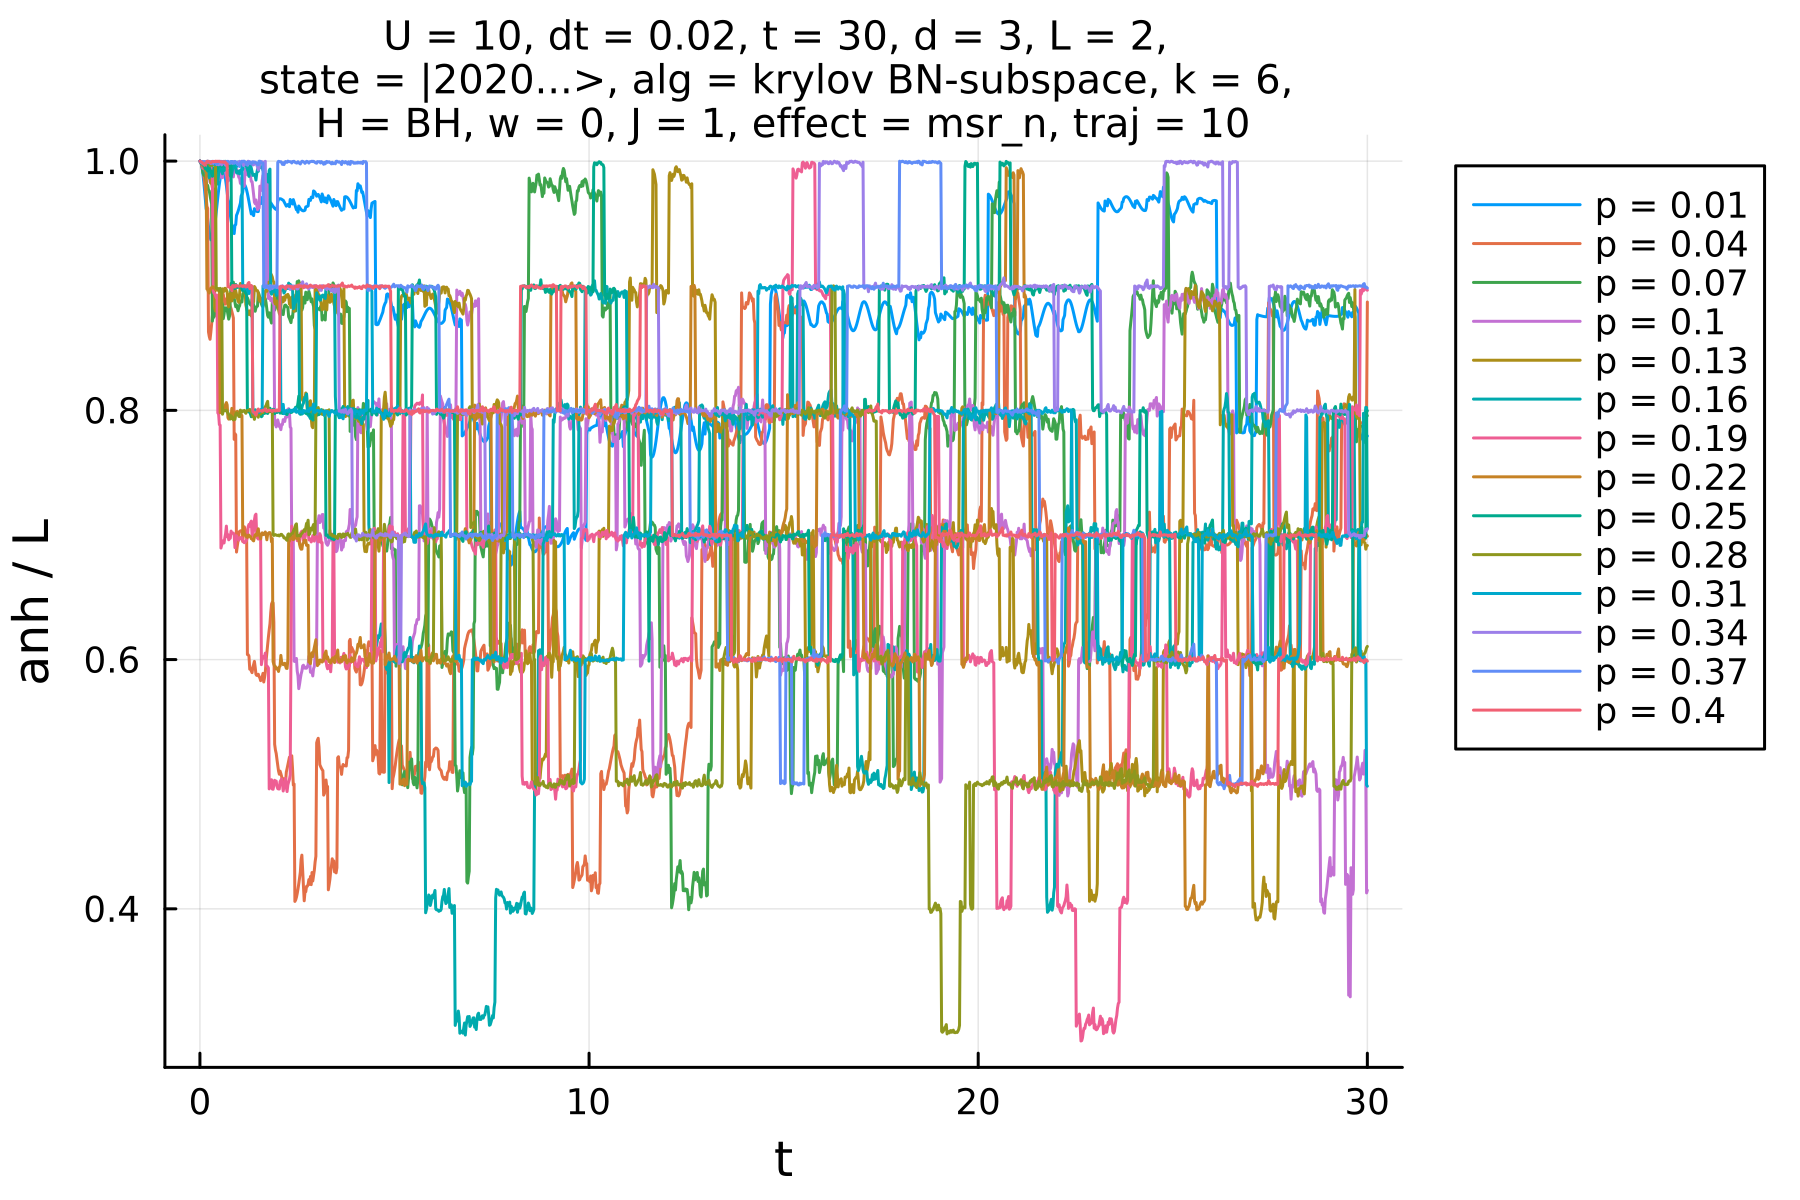 U = 10, dt = 0.02, t = 30, d = 3, L = 2,
state = |2020...>, alg = krylov BN-subspace, k = 6,
H = BH, w = 0, J = 1, effect = msr_n, traj = 10
1.0
0.8
0.6
0.4
anh / L
0
10
20
30
t
p = 0.01
p = 0.04
p = 0.07
p = 0.1
p = 0.13
p = 0.16
p = 0.19
p = 0.22
p = 0.25
p = 0.28
p = 0.31
p = 0.34
p = 0.37
p = 0.4